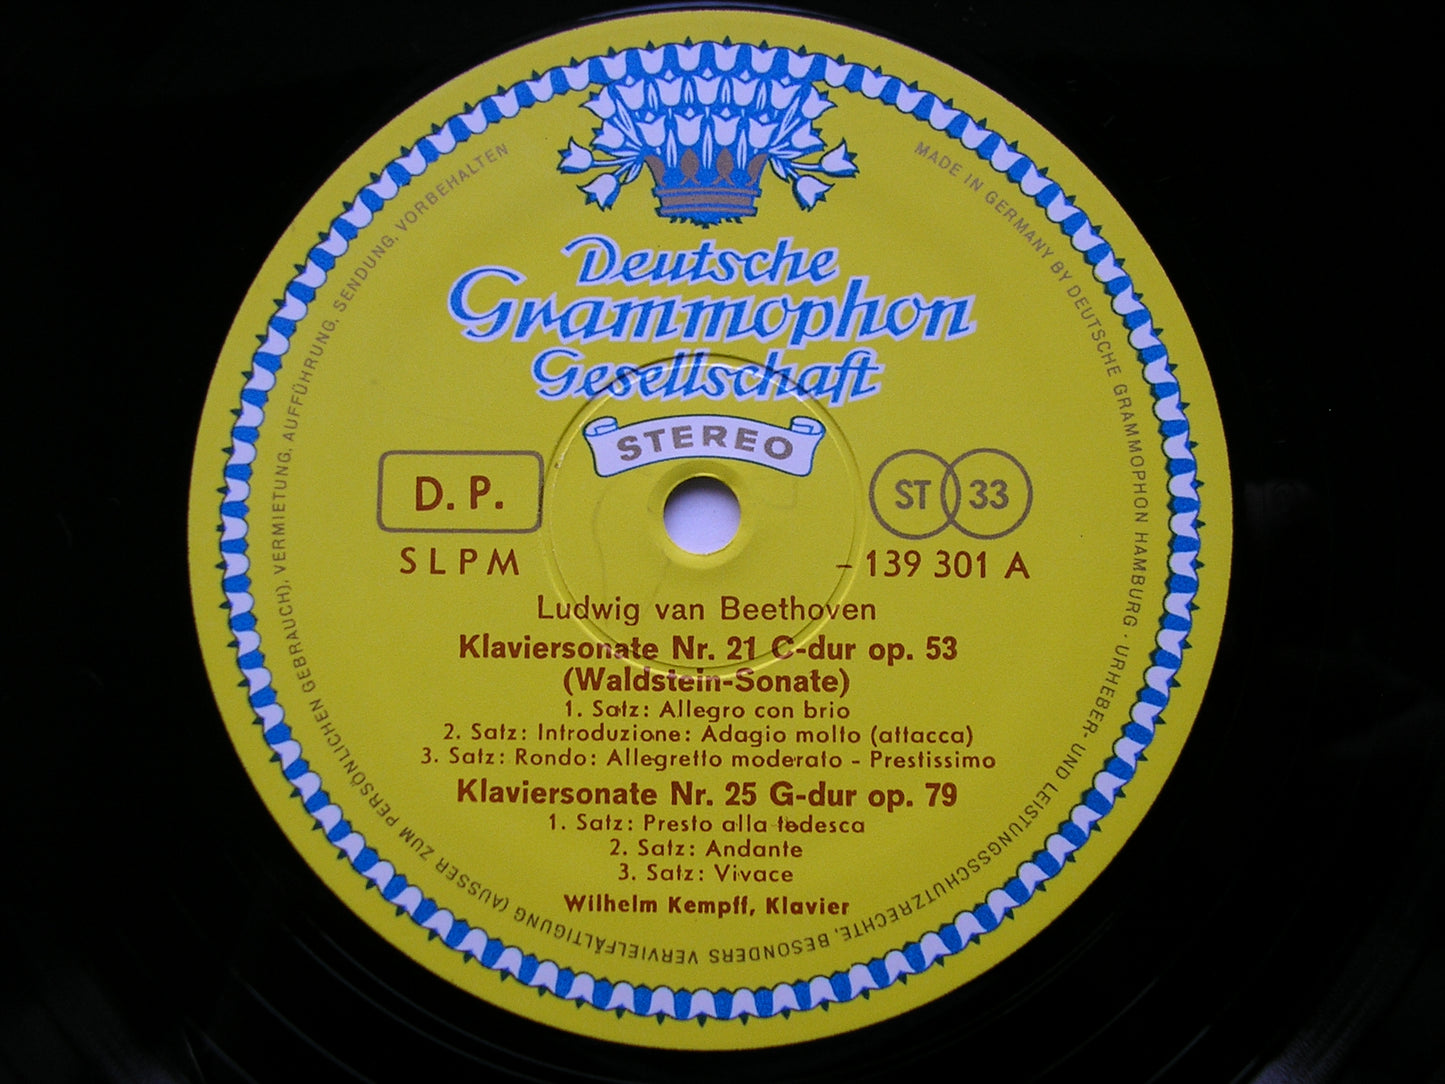 Deutsche
Grammophon
Gesellschaft
STEREO
D. P.
ST 33
SLPM
- 139 301 A
Ludwig van Beethoven
Klaviersonate Nr. 21 C-dur op. 53
(Waldstein-Sonate)
1. Satz: Allegro con brio
2. Satz: Introduzione: Adagio molto (attacca)
3. Satz: Rondo: Allegretto moderato - Prestissimo
Klaviersonate Nr. 25 G-dur op. 79
1. Satz: Presto alla tedesca
2. Satz: Andante
3. Satz: Vivace
Wilhelm Kempff, Klavier
MADE IN GERMANY BY DEUTSCHE GRAMMOPHON HAMBURG · URHEBER- UND LEISTUNGSSCHUTZRECHTE, BESONDERS VERVIELFÄLTIGUNG (AUSSER ZUM PERSÖNLICHEN GEBRAUCH), VERMIETUNG, AUFFÜHRUNG, SENDUNG, VORBEHALTEN